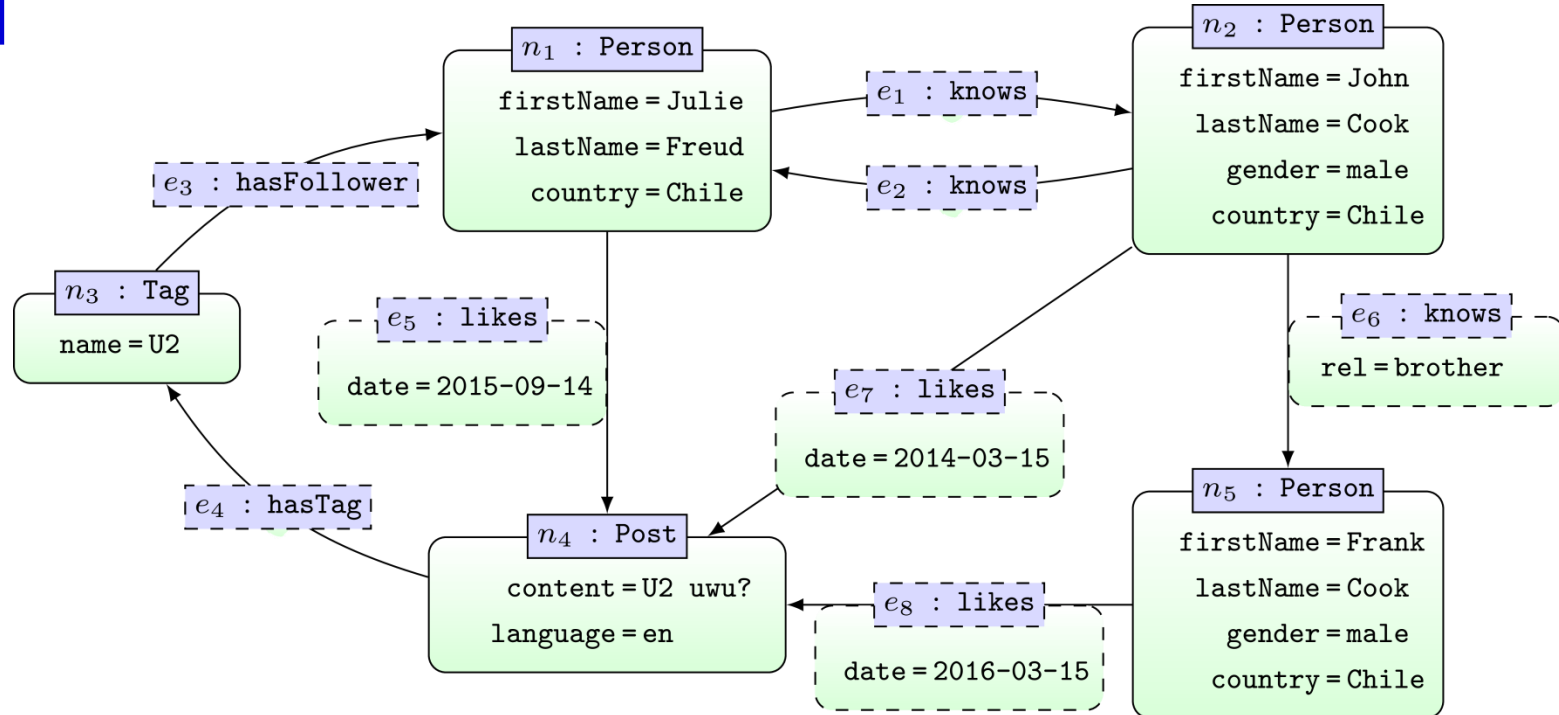 n₁ : Person
firstName = Julie
lastName = Freud
country = Chile
e₁ : knows
e₂ : knows
n₂ : Person
firstName = John
lastName = Cook
gender = male
country = Chile
e₃ : hasFollower
n₃ : Tag
name = U2
e₅ : likes
date = 2015-09-14
e₇ : likes
date = 2014-03-15
e₆ : knows
rel = brother
e₄ : hasTag
n₄ : Post
content = U2 uwu?
language = en
e₈ : likes
date = 2016-03-15
n₅ : Person
firstName = Frank
lastName = Cook
gender = male
country = Chile